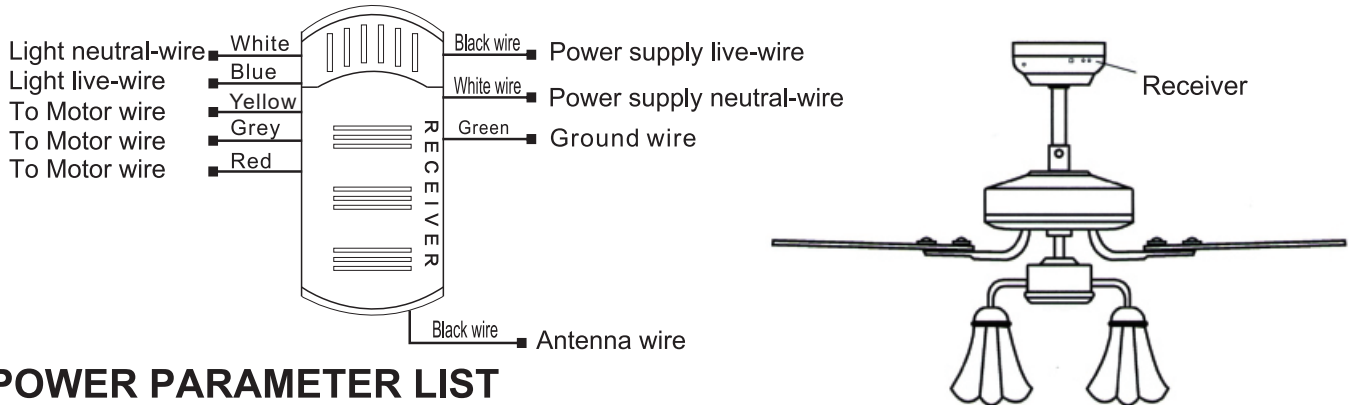 Light neutral-wire White
Light live-wire Blue
To Motor wire Yellow
To Motor wire Grey
To Motor wire Red
RECEIVER
Black wire Power supply live-wire
White wire Power supply neutral-wire
Green Ground wire
Black wire Antenna wire
Receiver
POWER PARAMETER LIST